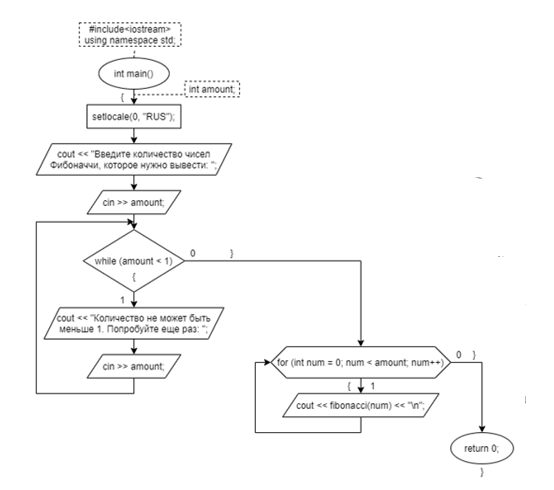 #include<iostream>
using namespace std;
int main()
{
int amount;
setlocale(0, "RUS");
cout << "Введите количество чисел
Фибоначчи, которое нужно вывести: ";
cin >> amount;
while (amount < 1)
0
}
{
1
cout << "Количество не может быть
меньше 1. Попробуйте еще раз: ";
cin >> amount;
for (int num = 0; num < amount; num++)
0 }
{ 1
cout << fibonacci(num) << "\n";
return 0;
}